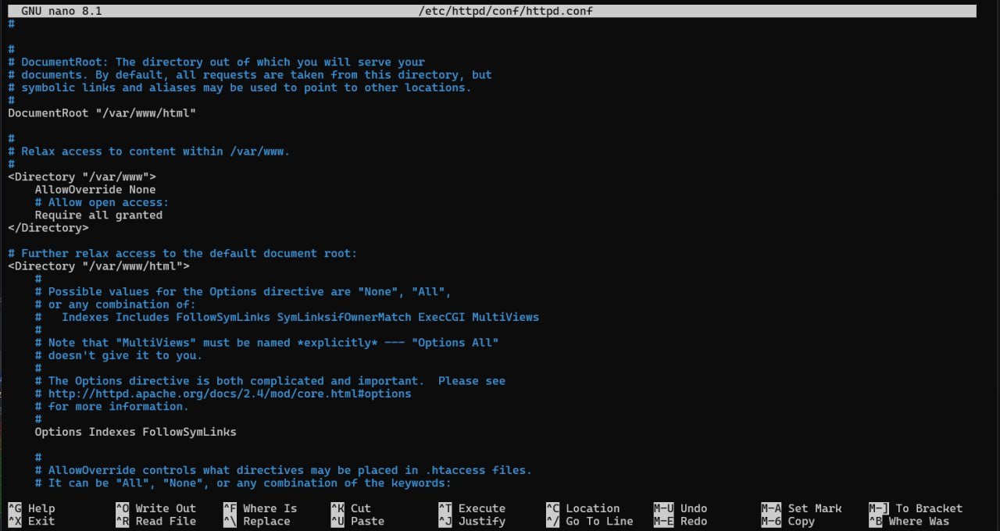 GNU nano 8.1 /etc/httpd/conf/httpd.conf
#
#
# DocumentRoot: The directory out of which you will serve your
# documents. By default, all requests are taken from this directory, but
# symbolic links and aliases may be used to point to other locations.
#
DocumentRoot "/var/www/html"
#
# Relax access to content within /var/www.
#
<Directory "/var/www">
    AllowOverride None
    # Allow open access:
    Require all granted
</Directory>
# Further relax access to the default document root:
<Directory "/var/www/html">
    #
    # Possible values for the Options directive are "None", "All",
    # or any combination of:
    #   Indexes Includes FollowSymLinks SymLinksifOwnerMatch ExecCGI MultiViews
    #
    # Note that "MultiViews" must be named *explicitly* --- "Options All"
    # doesn't give it to you.
    #
    # The Options directive is both complicated and important.  Please see
    # http://httpd.apache.org/docs/2.4/mod/core.html#options
    # for more information.
    #
    Options Indexes FollowSymLinks
    #
    # AllowOverride controls what directives may be placed in .htaccess files.
    # It can be "All", "None", or any combination of the keywords:
^G Help ^O Write Out ^F Where Is ^K Cut ^T Execute ^C Location M-U Undo M-A Set Mark M-] To Bracket
^X Exit ^R Read File ^\ Replace ^U Paste ^J Justify ^/ Go To Line M-E Redo M-6 Copy ^B Where Was